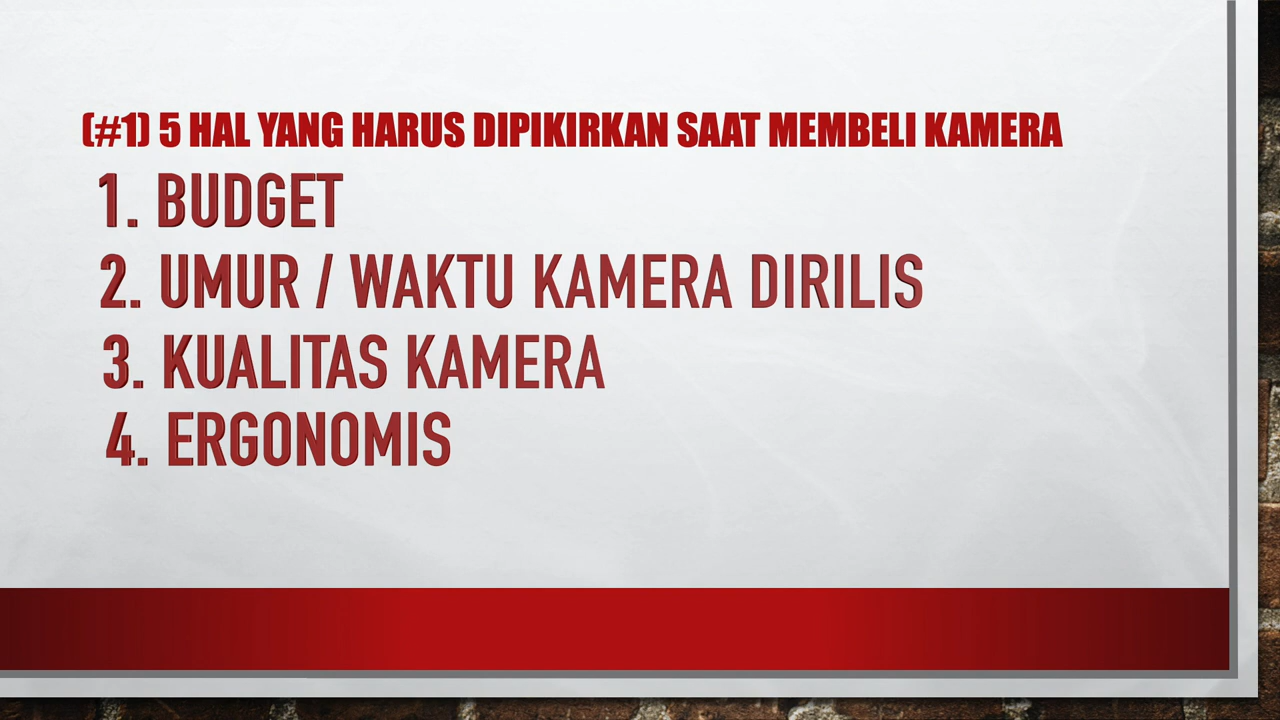 (#1) 5 HAL YANG HARUS DIPIKIRKAN SAAT MEMBELI KAMERA
1. BUDGET
2. UMUR / WAKTU KAMERA DIRILIS
3. KUALITAS KAMERA
4. ERGONOMIS